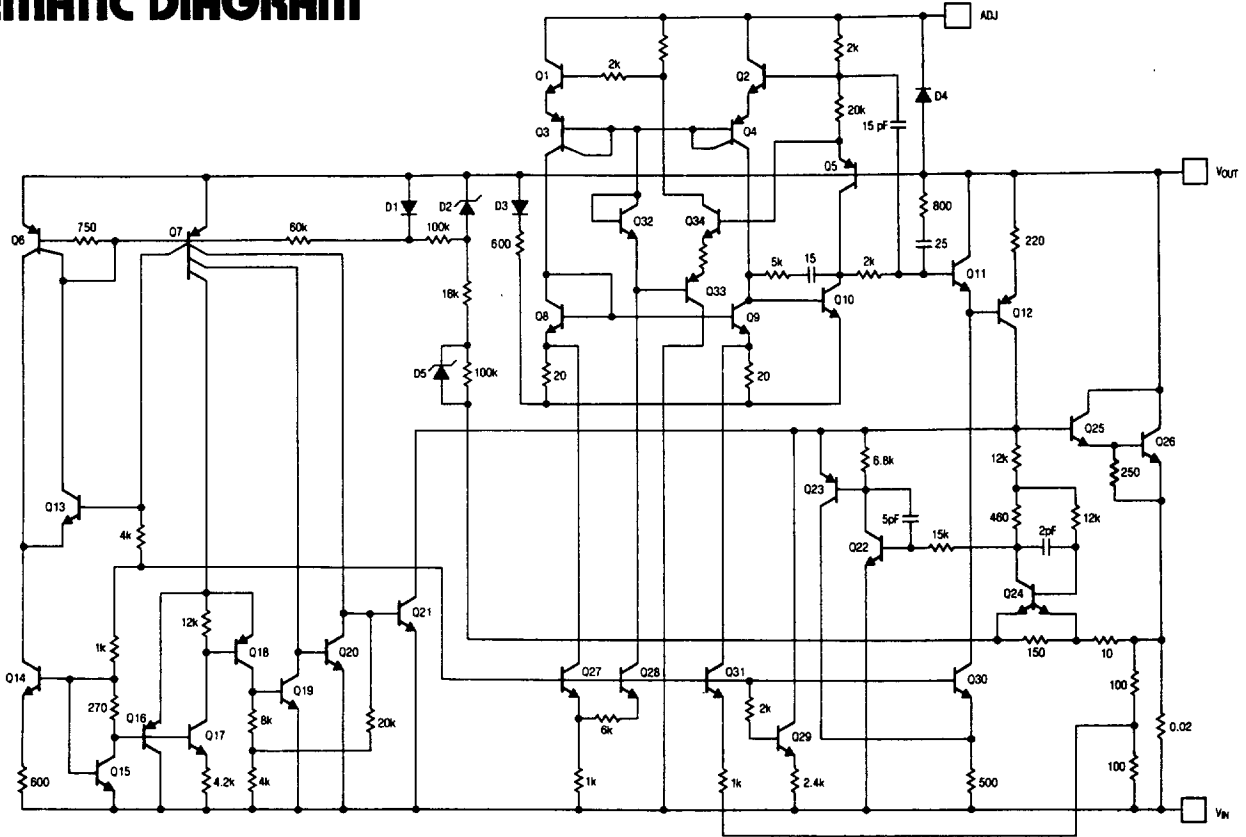 EMATIC DIAGRAM
ADJ
2k
Q1
2k
Q2
20k
D4
15 pF
Q3
Q4
Q5
VOUT
Q6
750
Q7
60k
D1
100k
D2
D3
600
Q32
Q34
800
25
220
18k
5k
15
2k
Q11
Q33
Q10
Q12
Q8
Q9
D5
100k
20
20
Q25
Q26
6.8k
12k
250
Q23
Q13
4k
5pF
460
12k
15k
2pF
Q22
Q24
Q21
12k
1k
Q18
Q20
150
10
Q14
Q27
Q28
Q31
Q30
270
Q16
Q19
2k
100
8k
20k
6k
Q17
Q29
0.02
Q15
600
4.2k
4k
1k
1k
2.4k
500
100
VIN